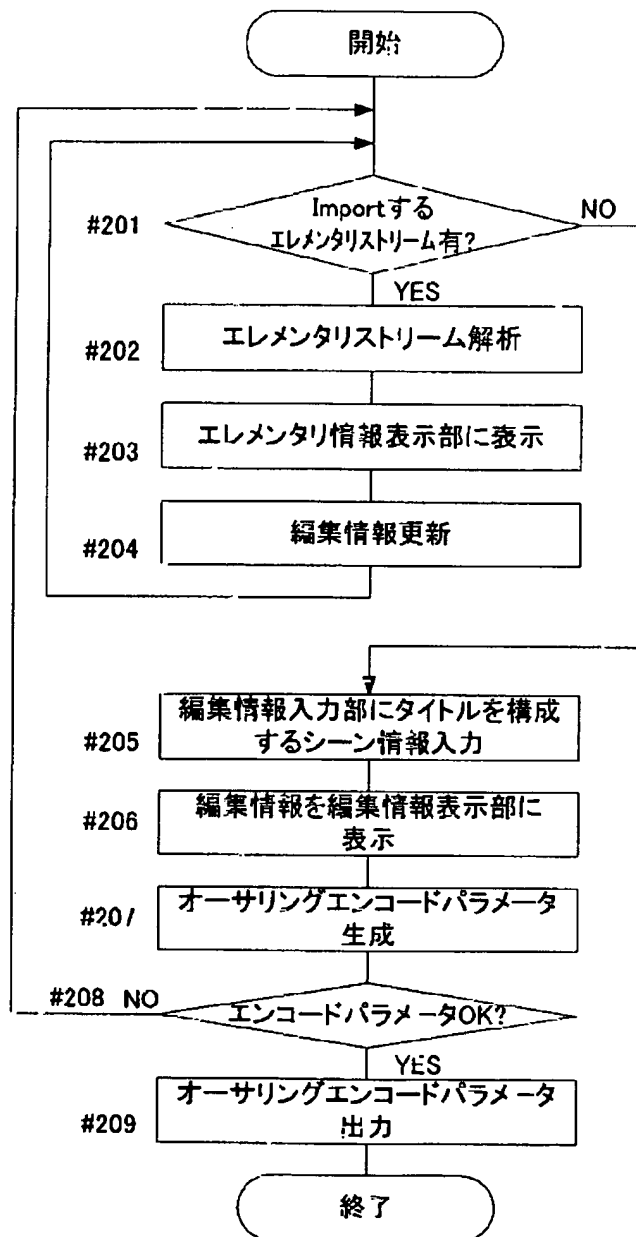 開始
#201
Importする
エレメンタリストリーム有?
NO
YES
#202
エレメンタリストリーム解析
#203
エレメンタリ情報表示部に表示
#204
編集情報更新
#205
編集情報入力部にタイトルを構成
するシーン情報入力
#206
編集情報を編集情報表示部に
表示
#207
オーサリングエンコードパラメータ
生成
#208 NO
エンコードパラメータOK?
YES
#209
オーサリングエンコードパラメータ
出力
終了